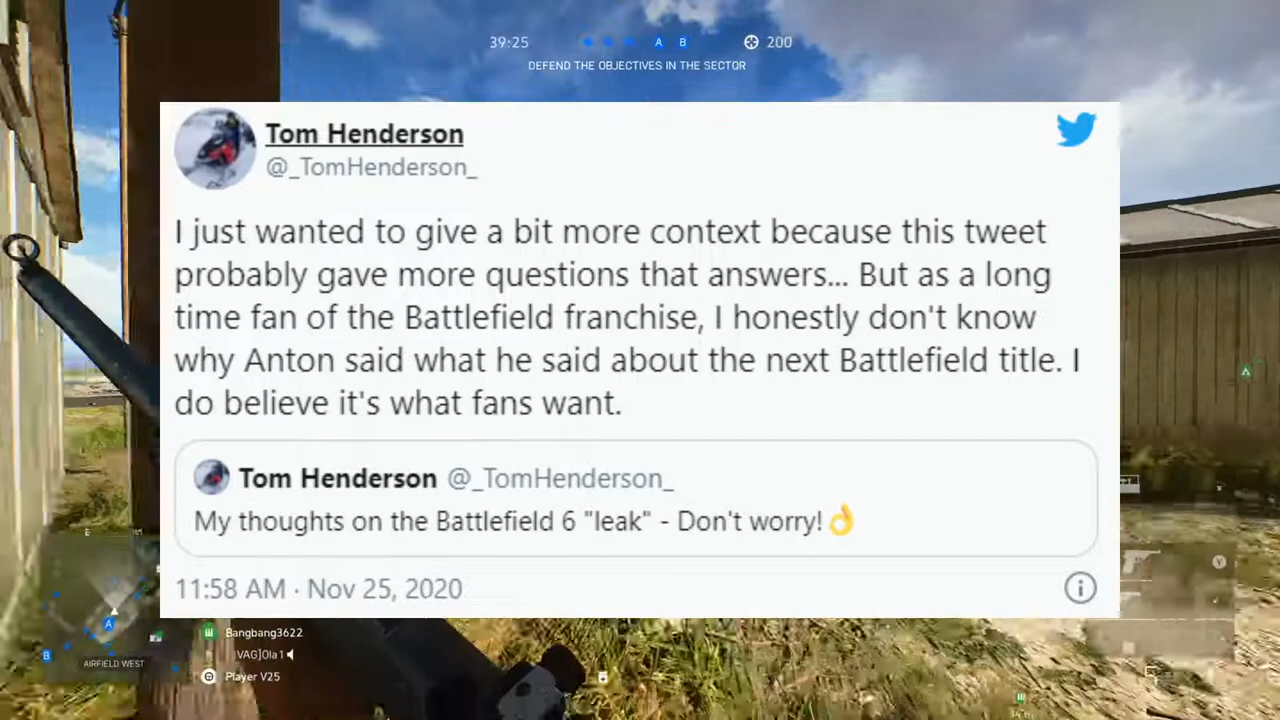 39:25 A B 200
DEFEND THE OBJECTIVES IN THE SECTOR
Tom Henderson
@_TomHenderson_
I just wanted to give a bit more context because this tweet
probably gave more questions that answers... But as a long
time fan of the Battlefield franchise, I honestly don't know
why Anton said what he said about the next Battlefield title. I
do believe it's what fans want.
Tom Henderson @_TomHenderson_
My thoughts on the Battlefield 6 "leak" - Don't worry!👌
11:58 AM · Nov 25, 2020
E
A
B
AIRFIELD WEST
Bangbang3622
[VAG]Ola1
Player V25
Y
A